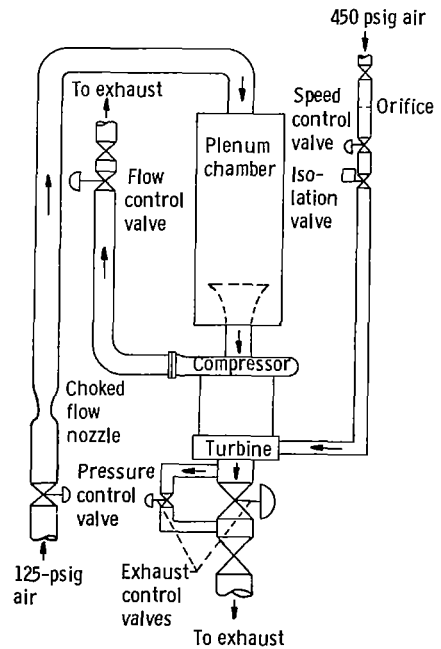 450 psig air
To exhaust
Speed
control
valve
Orifice
Plenum
chamber
Flow
control
valve
Iso-
lation
valve
Compressor
Choked
flow
nozzle
Turbine
Pressure
control
valve
125-psig
air
Exhaust
control
valves
To exhaust